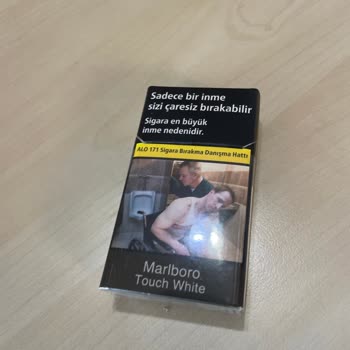 Sadece bir inme
sizi çaresiz bırakabilir
Sigara en büyük
inme nedenidir.
ALO 171 Sigara Bırakma Danışma Hattı
Marlboro
Touch White